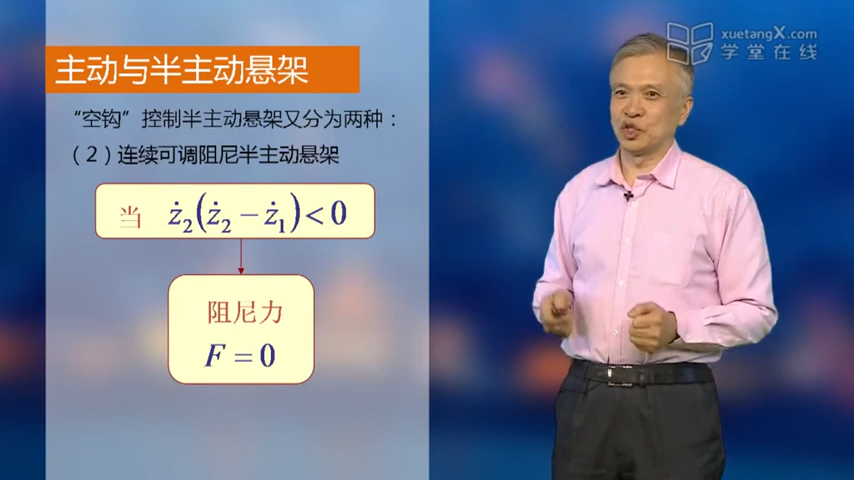 xuetangX.com
学堂在线
主动与半主动悬架
“空钩”控制半主动悬架又分为两种：
（2）连续可调阻尼半主动悬架
当 ż₂(ż₂ − ż₁) < 0
阻尼力
F = 0